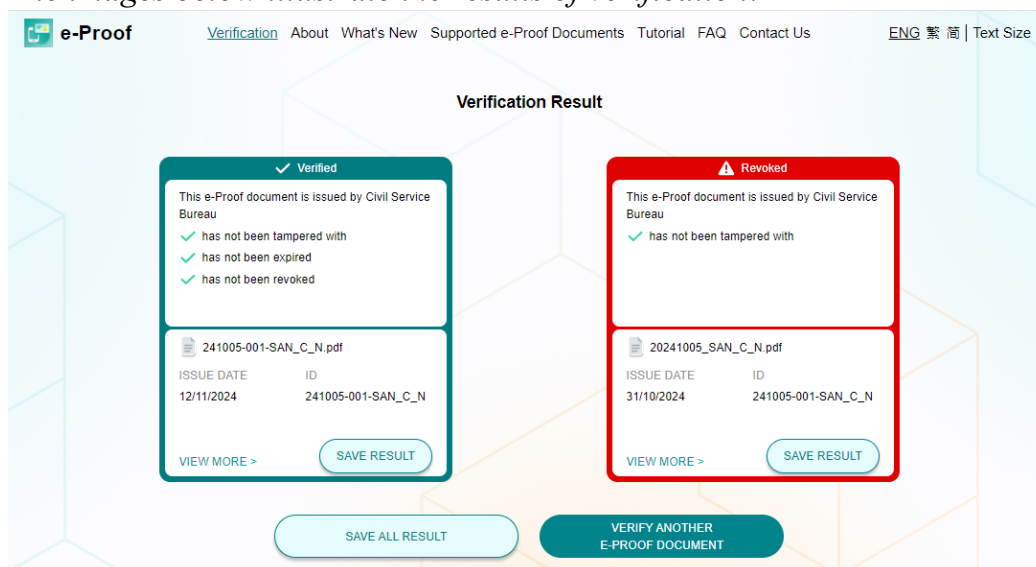 e-Proof
Verification About What's New Supported e-Proof Documents Tutorial FAQ Contact Us
ENG 繁 简 | Text Size
Verification Result
Verified
This e-Proof document is issued by Civil Service
Bureau
has not been tampered with
has not been expired
has not been revoked
241005-001-SAN_C_N.pdf
ISSUE DATE ID
12/11/2024 241005-001-SAN_C_N
VIEW MORE >
SAVE RESULT
Revoked
This e-Proof document is issued by Civil Service
Bureau
has not been tampered with
20241005_SAN_C_N.pdf
ISSUE DATE ID
31/10/2024 241005-001-SAN_C_N
VIEW MORE >
SAVE RESULT
SAVE ALL RESULT
VERIFY ANOTHER
E-PROOF DOCUMENT